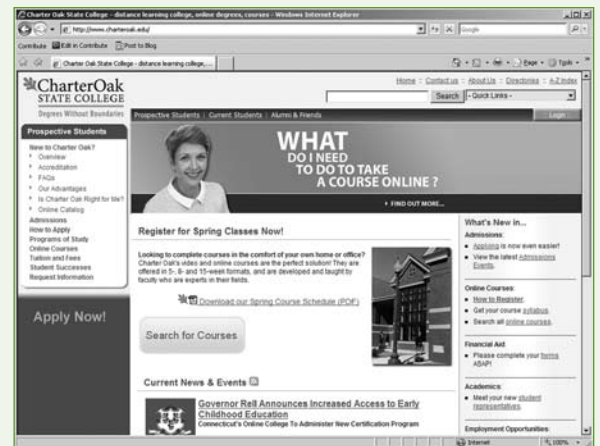 Charter Oak State College - distance learning college, online degrees, courses - Windows Internet Explorer
http://www.charteroak.edu/
Google
Contribute Edit in Contribute Post to Blog
Charter Oak State College - distance learning college,...
Page Tools
Home :: Contact us :: About Us :: Directories :: A-Z Index
Search - Quick Links -
CharterOak
STATE COLLEGE
Degrees Without Boundaries
Prospective Students | Current Students | Alumni & Friends
Login
Prospective Students
New to Charter Oak?
Overview
Accreditation
FAQs
Our Advantages
Is Charter Oak Right for Me?
Online Catalog
Admissions
How to Apply
Programs of Study
Online Courses
Tuition and Fees
Student Successes
Request Information
Apply Now!
WHAT
DO I NEED
TO DO TO TAKE
A COURSE ONLINE ?
FIND OUT MORE...
Register for Spring Classes Now!
Looking to complete courses in the comfort of your own home or office?
Charter Oak's video and online courses are the perfect solution! They are
offered in 5-, 8- and 15-week formats, and are developed and taught by
faculty who are experts in their fields.
Download our Spring Course Schedule (PDF)
Search for Courses
Current News & Events
Governor Rell Announces Increased Access to Early
Childhood Education
Connecticut's Online College To Administer New Certification Program
What's New in...
Admissions:
Applying is now even easier!
View the latest Admissions
Events.
Online Courses:
How to Register.
Get your course syllabus.
Search all online courses.
Financial Aid
Please complete your forms
ASAP!
Academics:
Meet your new student
representatives.
Employment Opportunities:
Internet
100%